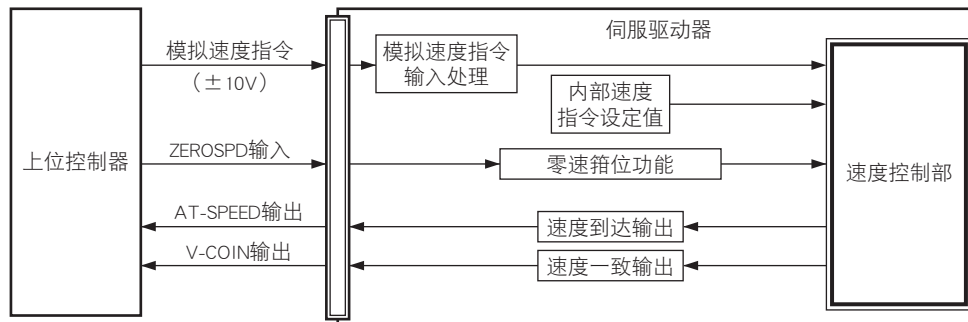 伺服驱动器
模拟速度指令
（±10V）
模拟速度指令
输入处理
内部速度
指令设定值
上位控制器
ZEROSPD输入
零速箝位功能
速度控制部
AT-SPEED输出
速度到达输出
V-COIN输出
速度一致输出